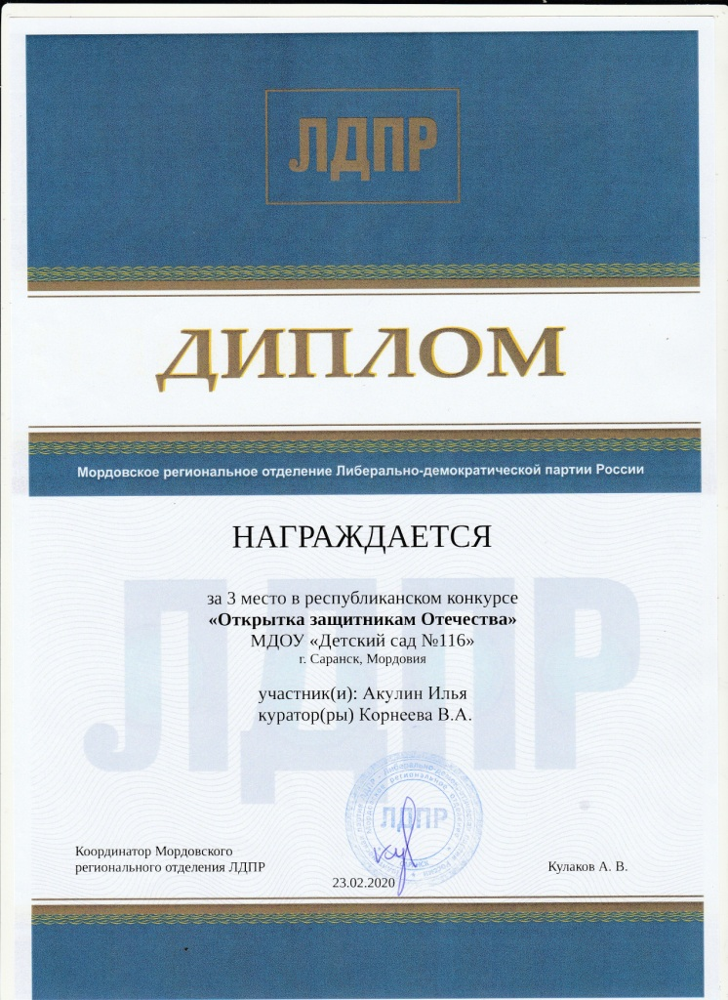 ЛДПР
ДИПЛОМ
Мордовское региональное отделение Либерально-демократической партии России
НАГРАЖДАЕТСЯ
за 3 место в республиканском конкурсе
«Открытка защитникам Отечества»
МДОУ «Детский сад №116»
г. Саранск, Мордовия
участник(и): Акулин Илья
куратор(ры) Корнеева В.А.
ЛДПР
ЛДПР
Координатор Мордовского
регионального отделения ЛДПР
Кулаков А. В.
23.02.2020